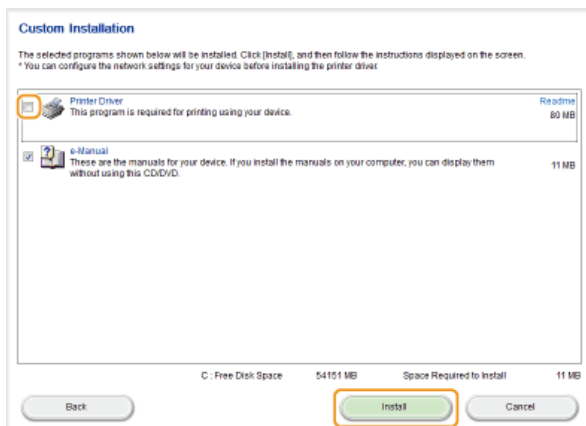 Custom Installation
The selected programs shown below will be installed. Click [Install], and then follow the instructions displayed on the screen.
* You can configure the network settings for your device before installing the printer driver.
Printer Driver Readme
This program is required for printing using your device. 80 MB
e-Manual
These are the manuals for your device. If you install the manuals on your computer, you can display them 11 MB
without using this CD/DVD.
C : Free Disk Space 54151 MB Space Required to Install 11 MB
Back Install Cancel